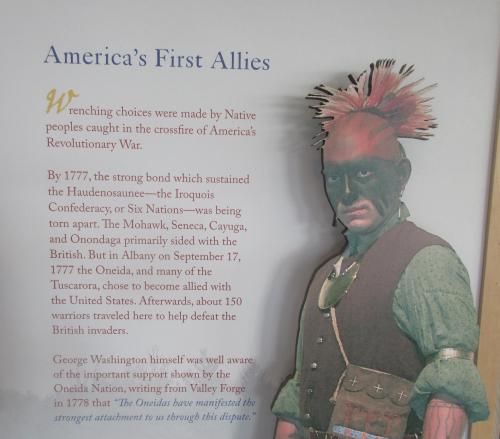 America's First Allies
Wrenching choices were made by Native
peoples caught in the crossfire of America's
Revolutionary War.
By 1777, the strong bond which sustained
the Haudenosaunee—the Iroquois
Confederacy, or Six Nations—was being
torn apart. The Mohawk, Seneca, Cayuga,
and Onondaga primarily sided with the
British. But in Albany on September 17,
1777 the Oneida, and many of the
Tuscarora, chose to become allied with
the United States. Afterwards, about 150
warriors traveled here to help defeat the
British invaders.
George Washington himself was well aware
of the important support shown by the
Oneida Nation, writing from Valley Forge
in 1778 that "The Oneidas have manifested the
strongest attachment to us through this dispute."